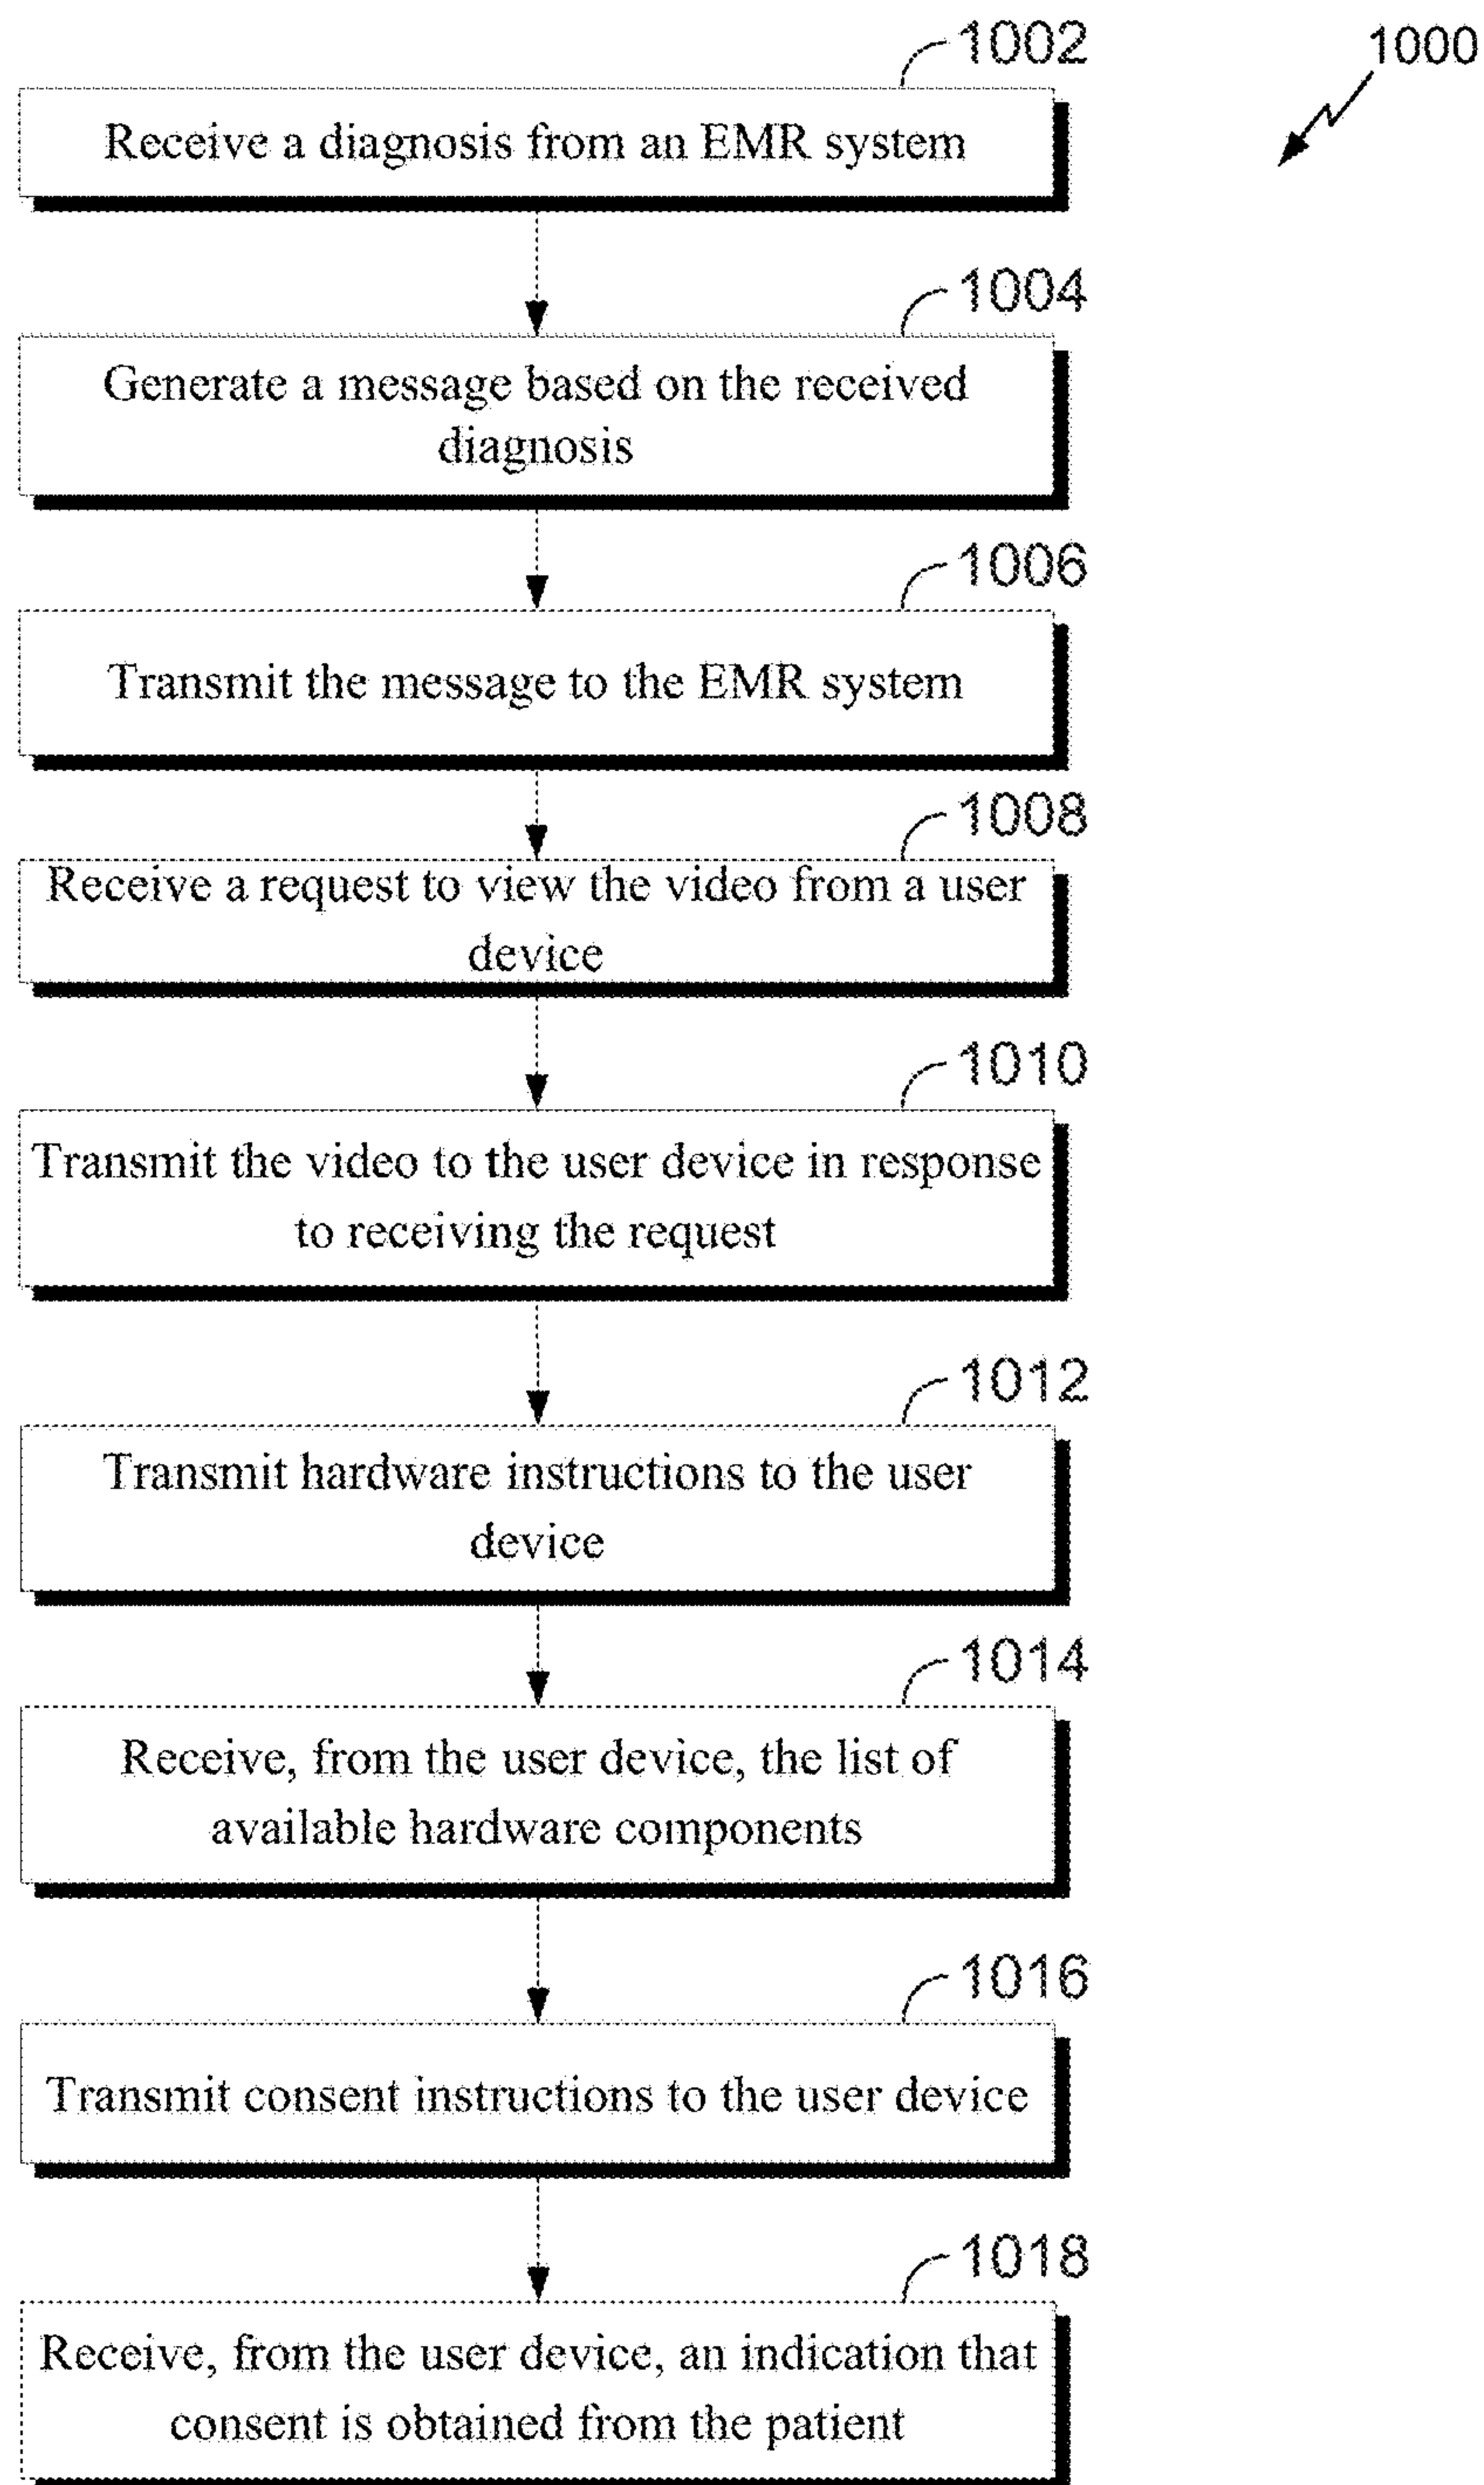 1002
1000
Receive a diagnosis from an EMR system
1004
Generate a message based on the received
diagnosis
1006
Transmit the message to the EMR system
1008
Receive a request to view the video from a user
device
1010
Transmit the video to the user device in response
to receiving the request
1012
Transmit hardware instructions to the user
device
1014
Receive, from the user device, the list of
available hardware components
1016
Transmit consent instructions to the user device
1018
Receive, from the user device, an indication that
consent is obtained from the patient